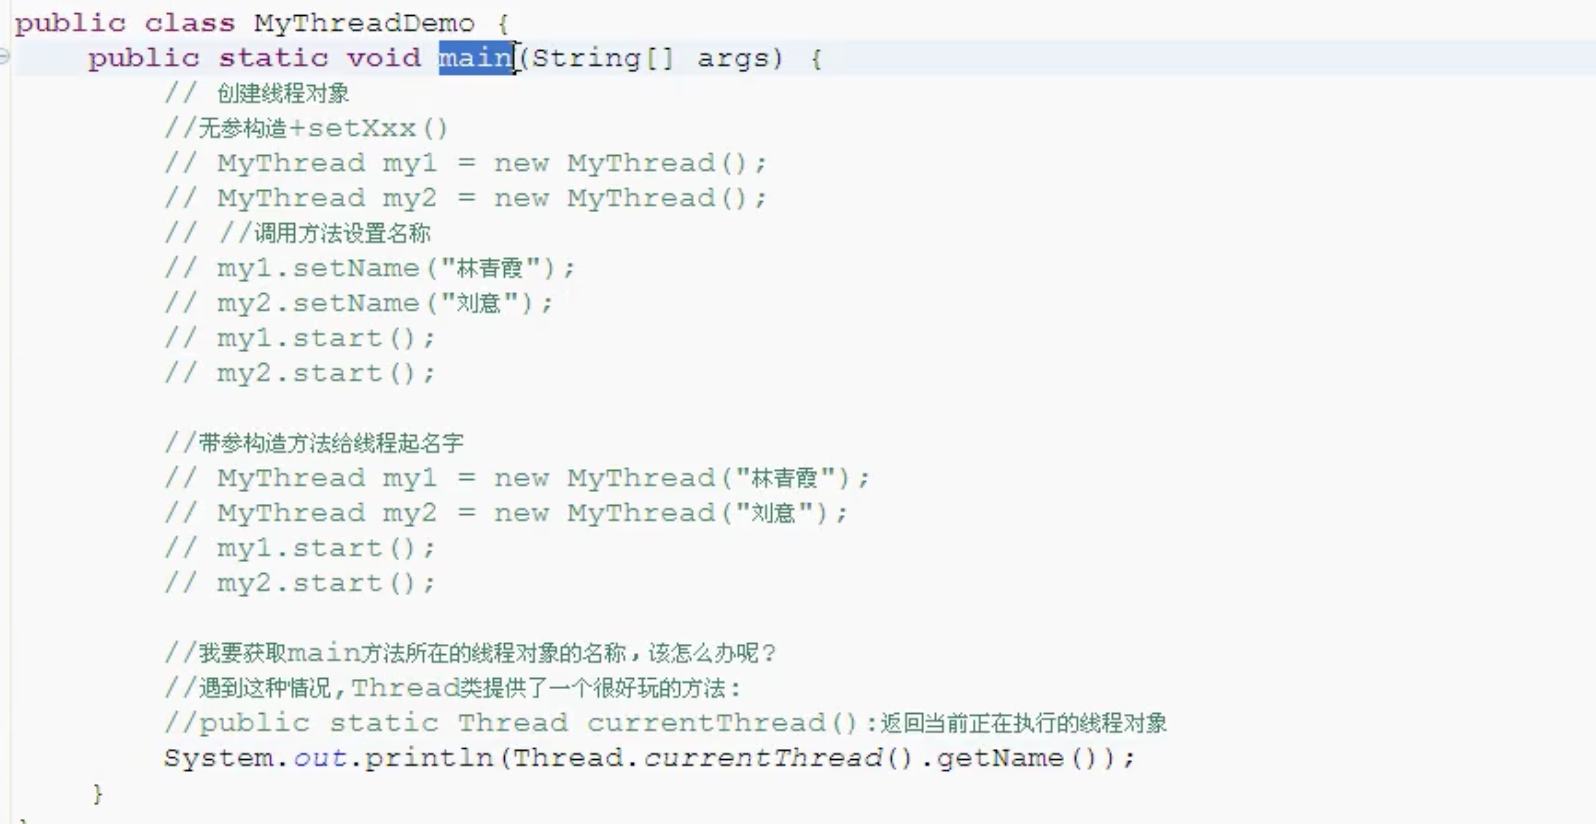 public class MyThreadDemo {
public static void main(String[] args) {
// 创建线程对象
//无参构造+setXxx()
// MyThread my1 = new MyThread();
// MyThread my2 = new MyThread();
// //调用方法设置名称
// my1.setName("林青霞");
// my2.setName("刘意");
// my1.start();
// my2.start();
//带参构造方法给线程起名字
// MyThread my1 = new MyThread("林青霞");
// MyThread my2 = new MyThread("刘意");
// my1.start();
// my2.start();
//我要获取main方法所在的线程对象的名称，该怎么办呢?
//遇到这种情况,Thread类提供了一个很好玩的方法:
//public static Thread currentThread():返回当前正在执行的线程对象
System.out.println(Thread.currentThread().getName());
}